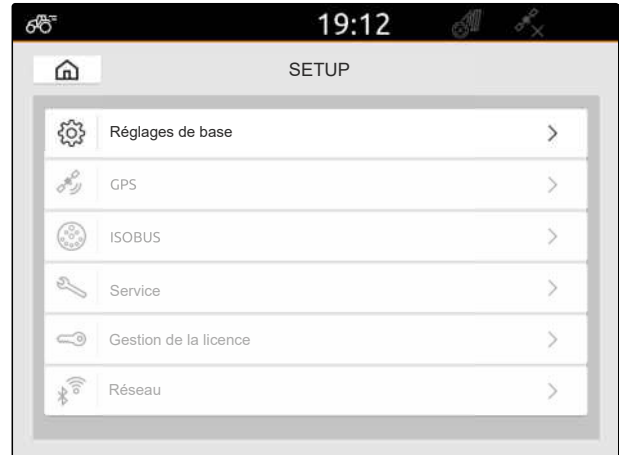 19:12
SETUP
Réglages de base
GPS
ISOBUS
Service
Gestion de la licence
Réseau